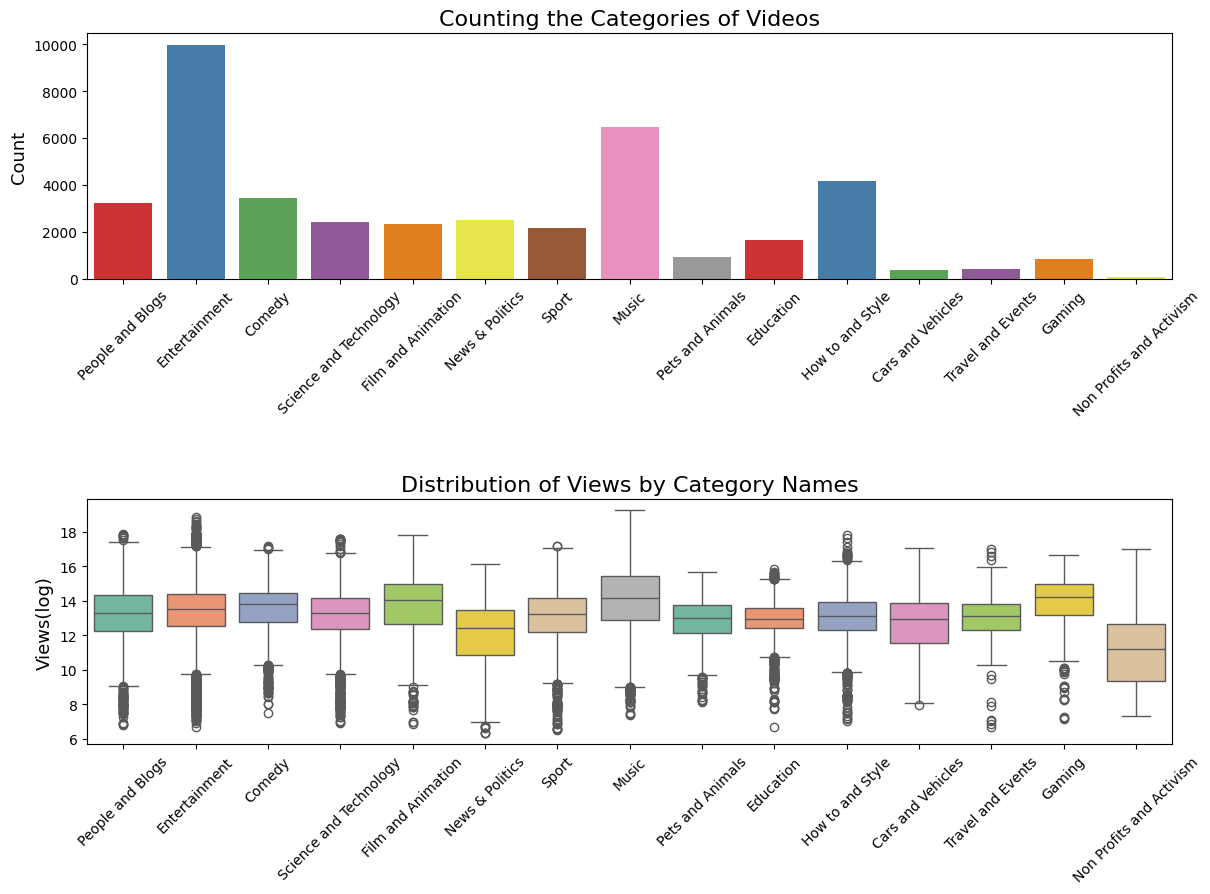 Counting the Categories of Videos
Count
10000
8000
6000
4000
2000
0
People and Blogs
Entertainment
Comedy
Science and Technology
Film and Animation
News & Politics
Sport
Music
Pets and Animals
Education
How to and Style
Cars and Vehicles
Travel and Events
Gaming
Non Profits and Activism
Distribution of Views by Category Names
Views(log)
18
16
14
12
10
8
6
People and Blogs
Entertainment
Comedy
Science and Technology
Film and Animation
News & Politics
Sport
Music
Pets and Animals
Education
How to and Style
Cars and Vehicles
Travel and Events
Gaming
Non Profits and Activism